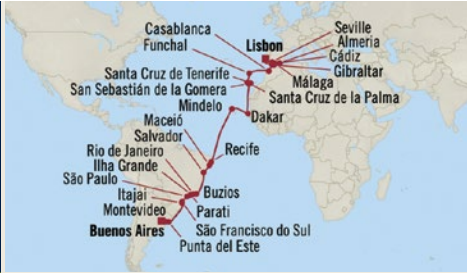 Casablanca
Funchal
Lisbon
Seville
Almeria
Cádiz
Gibraltar
Málaga
Santa Cruz de Tenerife
San Sebastián de la Gomera
Santa Cruz de la Palma
Mindelo
Dakar
Maceió
Salvador
Recife
Rio de Janeiro
Ilha Grande
São Paulo
Buzios
Itajai
Parati
Montevideo
São Francisco do Sul
Buenos Aires
Punta del Este